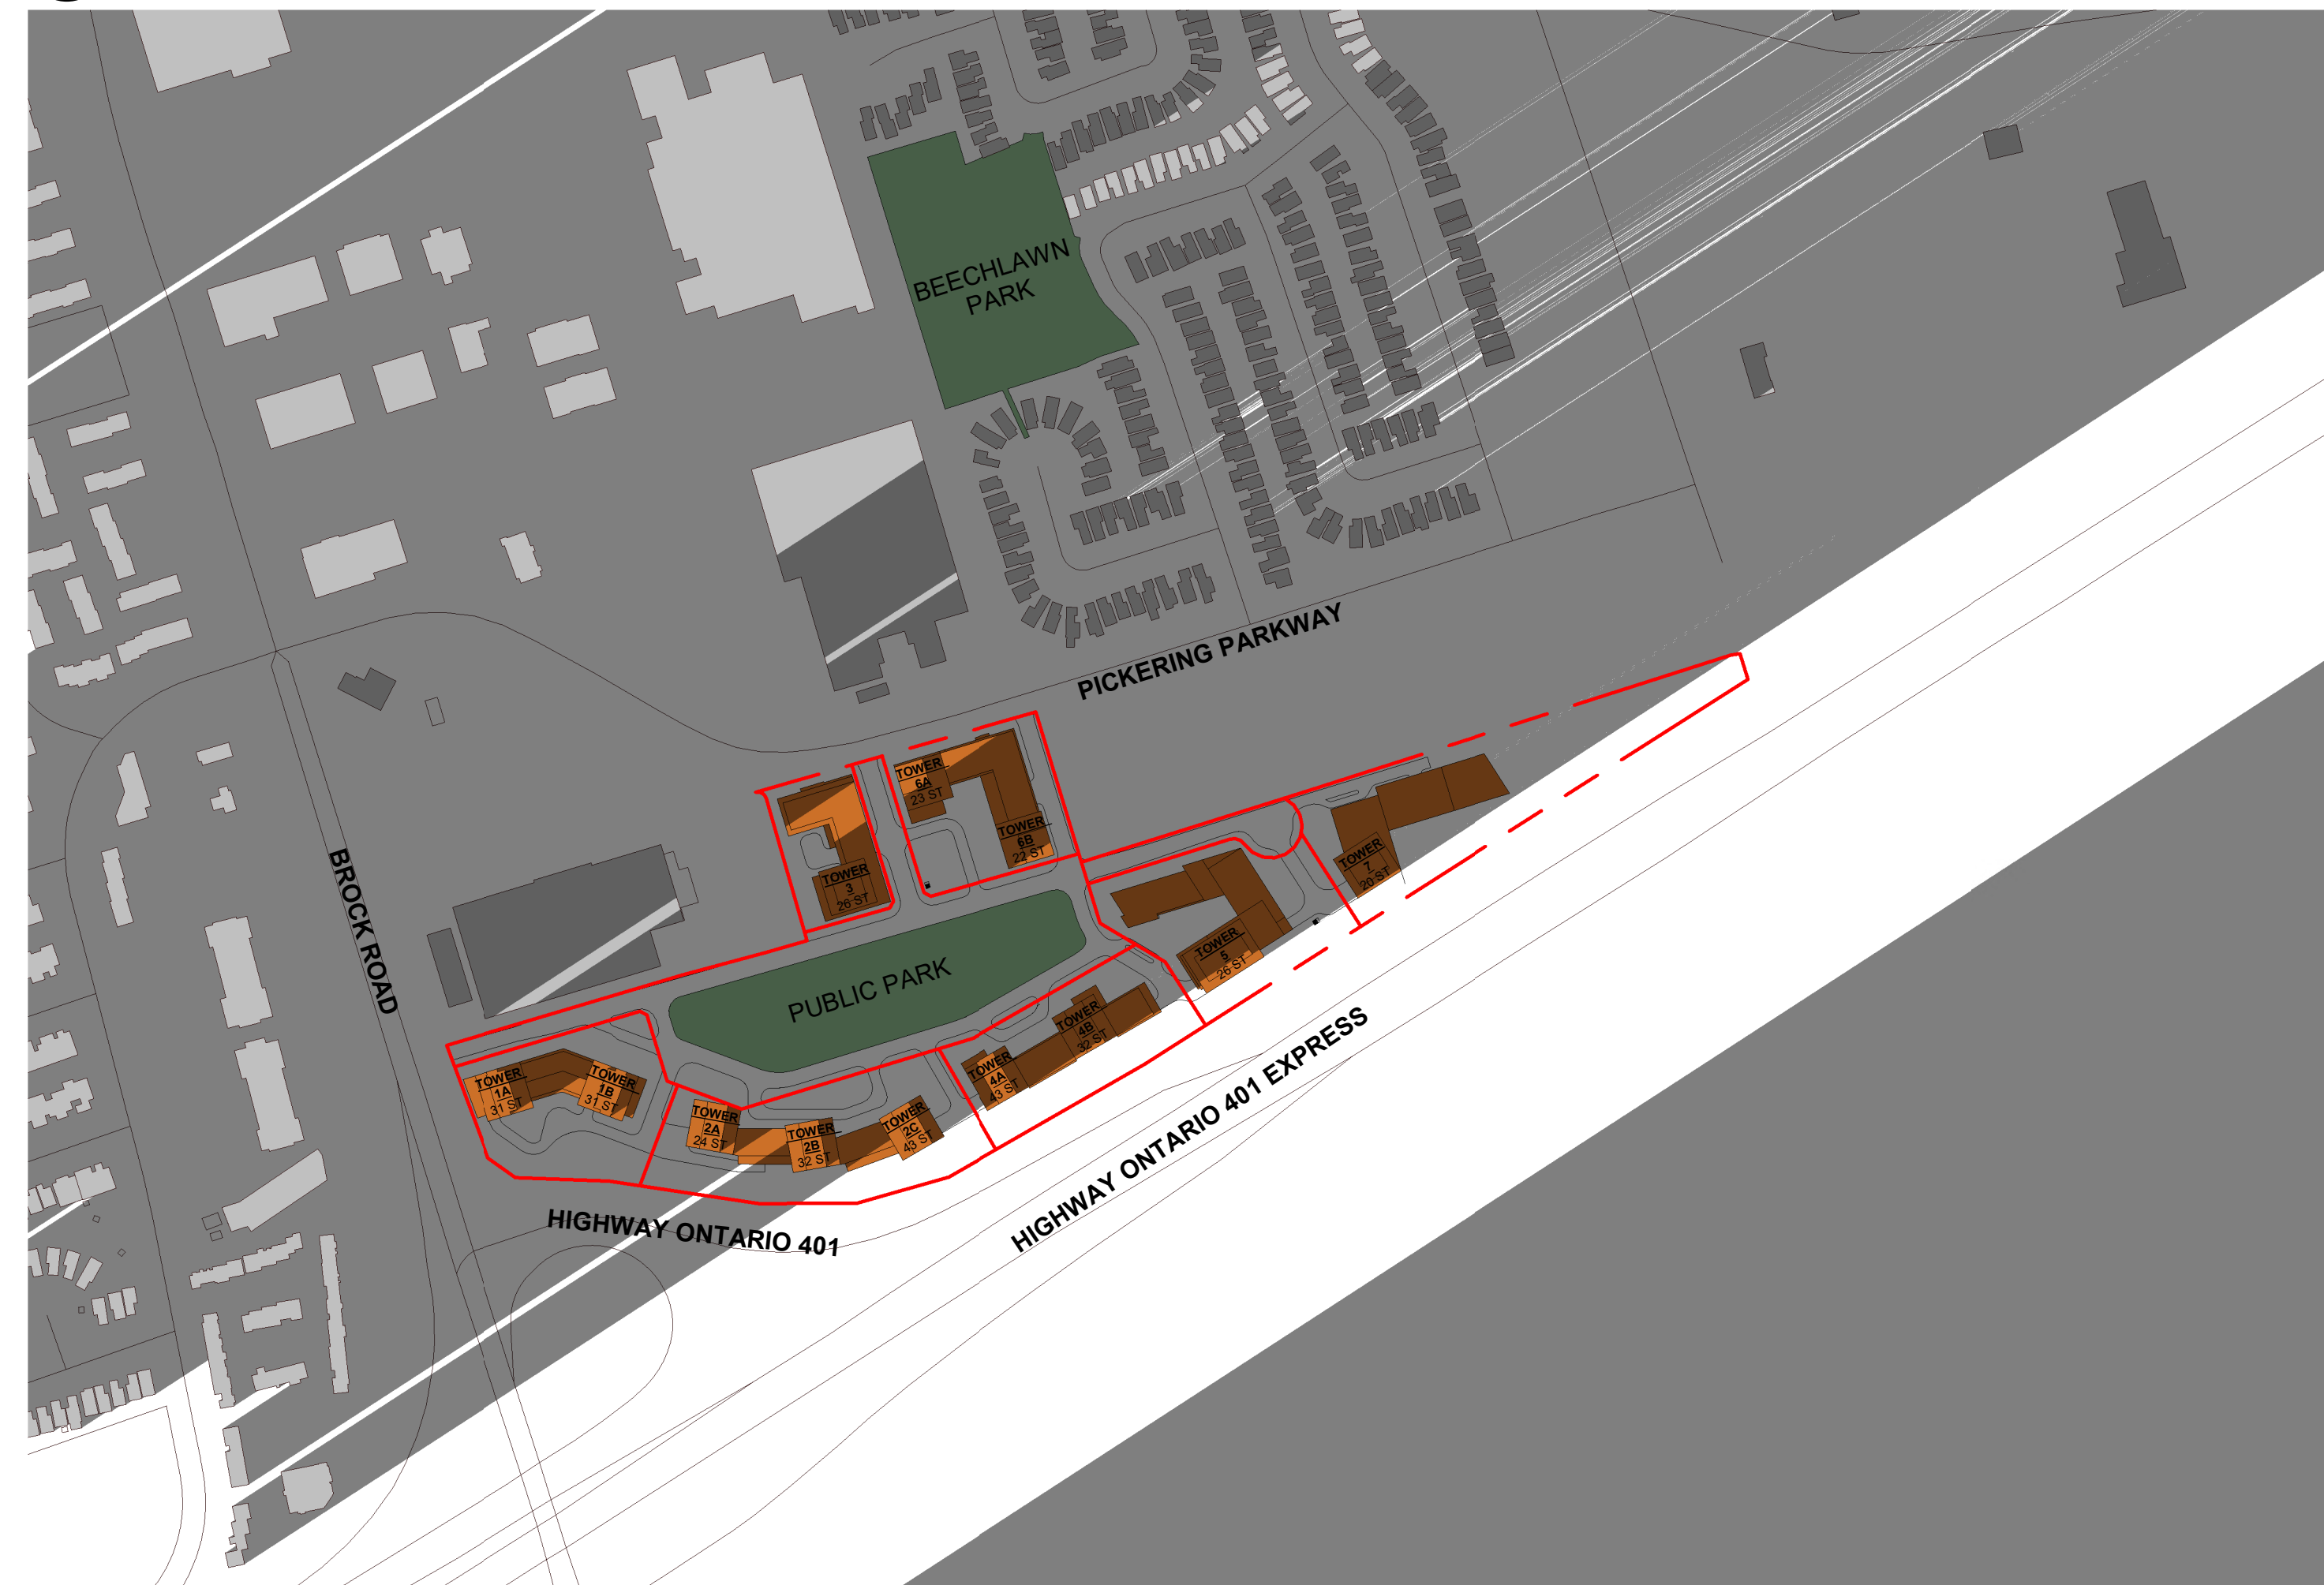 BEECHLAWN
PARK
PICKERING PARKWAY
BROCK ROAD
TOWER
6A
23 ST
TOWER
6B
22 ST
TOWER
3
26 ST
TOWER
7
20 ST
TOWER
5
26 ST
PUBLIC PARK
TOWER
4B
32 ST
TOWER
4A
43 ST
TOWER
1A
31 ST
TOWER
1B
31 ST
TOWER
2A
24 ST
TOWER
2B
32 ST
TOWER
2C
43 ST
HIGHWAY ONTARIO 401
HIGHWAY ONTARIO 401 EXPRESS